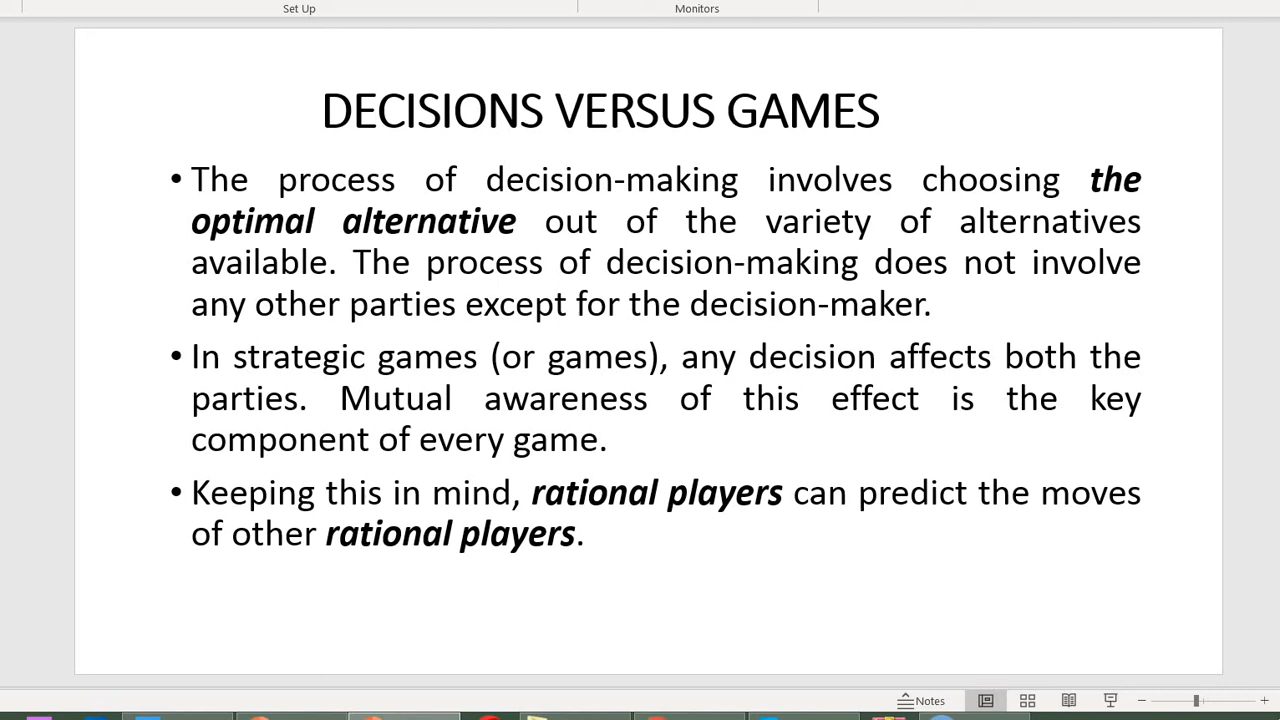 Set Up Monitors
DECISIONS VERSUS GAMES
• The process of decision-making involves choosing the
optimal alternative out of the variety of alternatives
available. The process of decision-making does not involve
any other parties except for the decision-maker.
• In strategic games (or games), any decision affects both the
parties. Mutual awareness of this effect is the key
component of every game.
• Keeping this in mind, rational players can predict the moves
of other rational players.
Notes